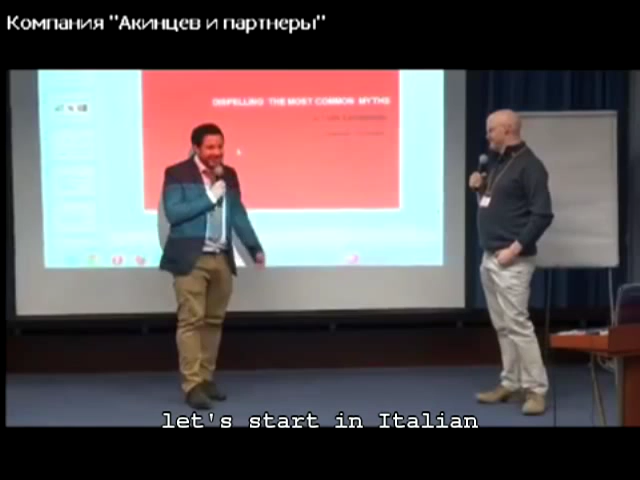 Компания "Акинцев и партнеры"
DISPELLING THE MOST COMMON MYTHS
let's start in Italian